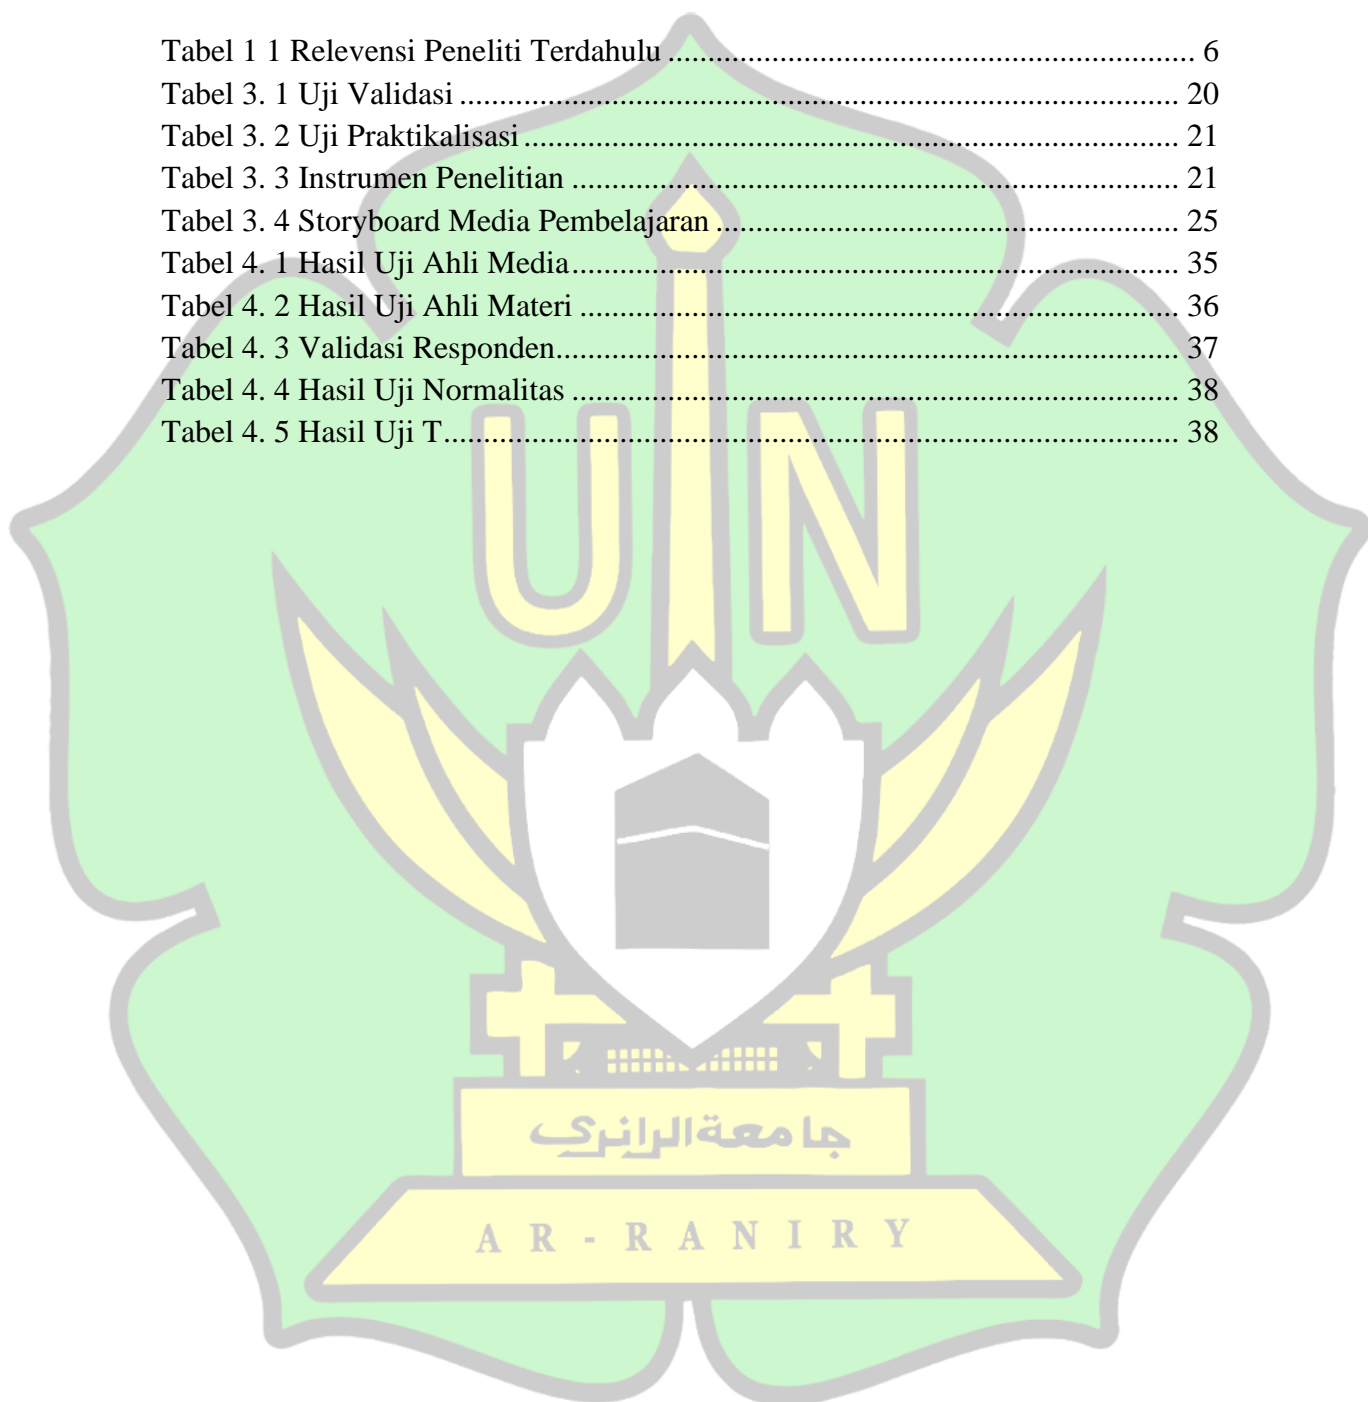 Tabel 1 1 Relevensi Peneliti Terdahulu ................................................................... 6
Tabel 3. 1 Uji Validasi ........................................................................................... 20
Tabel 3. 2 Uji Praktikalisasi ................................................................................... 21
Tabel 3. 3 Instrumen Penelitian ................................................................................ 21
Tabel 3. 4 Storyboard Media Pembelajaran ........................................................... 25
Tabel 4. 1 Hasil Uji Ahli Media ............................................................................. 35
Tabel 4. 2 Hasil Uji Ahli Materi ............................................................................ 36
Tabel 4. 3 Validasi Responden ............................................................................... 37
Tabel 4. 4 Hasil Uji Normalitas ............................................................................. 38
Tabel 4. 5 Hasil Uji T ............................................................................................. 38
UIN
جامعة الرانري
AR-RANIRY